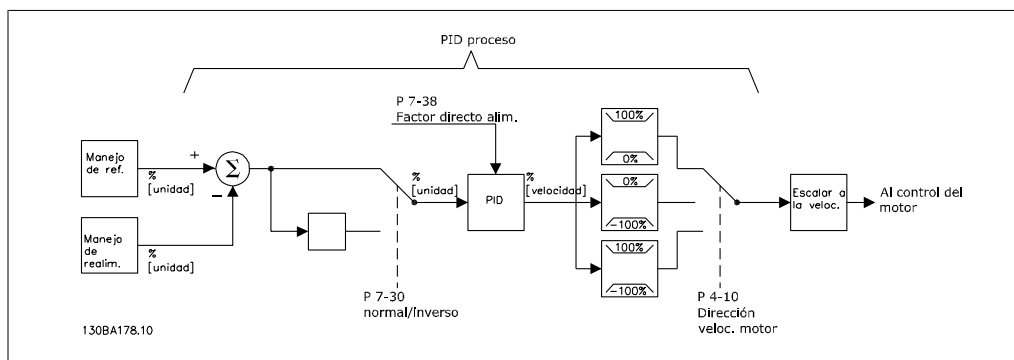 PID proceso
P 7-38
Factor directo alim.
Manejo
de ref.
%
[unidad]
+
Σ
−
Manejo
de
realim.
%
[unidad]
%
[unidad]
PID
%
[velocidad]
100%
0%
0%
−100%
100%
−100%
Escalar a
la veloc.
Al control del
motor
P 7-30
normal/Inverso
P 4-10
Dirección
veloc. motor
130BA178.10